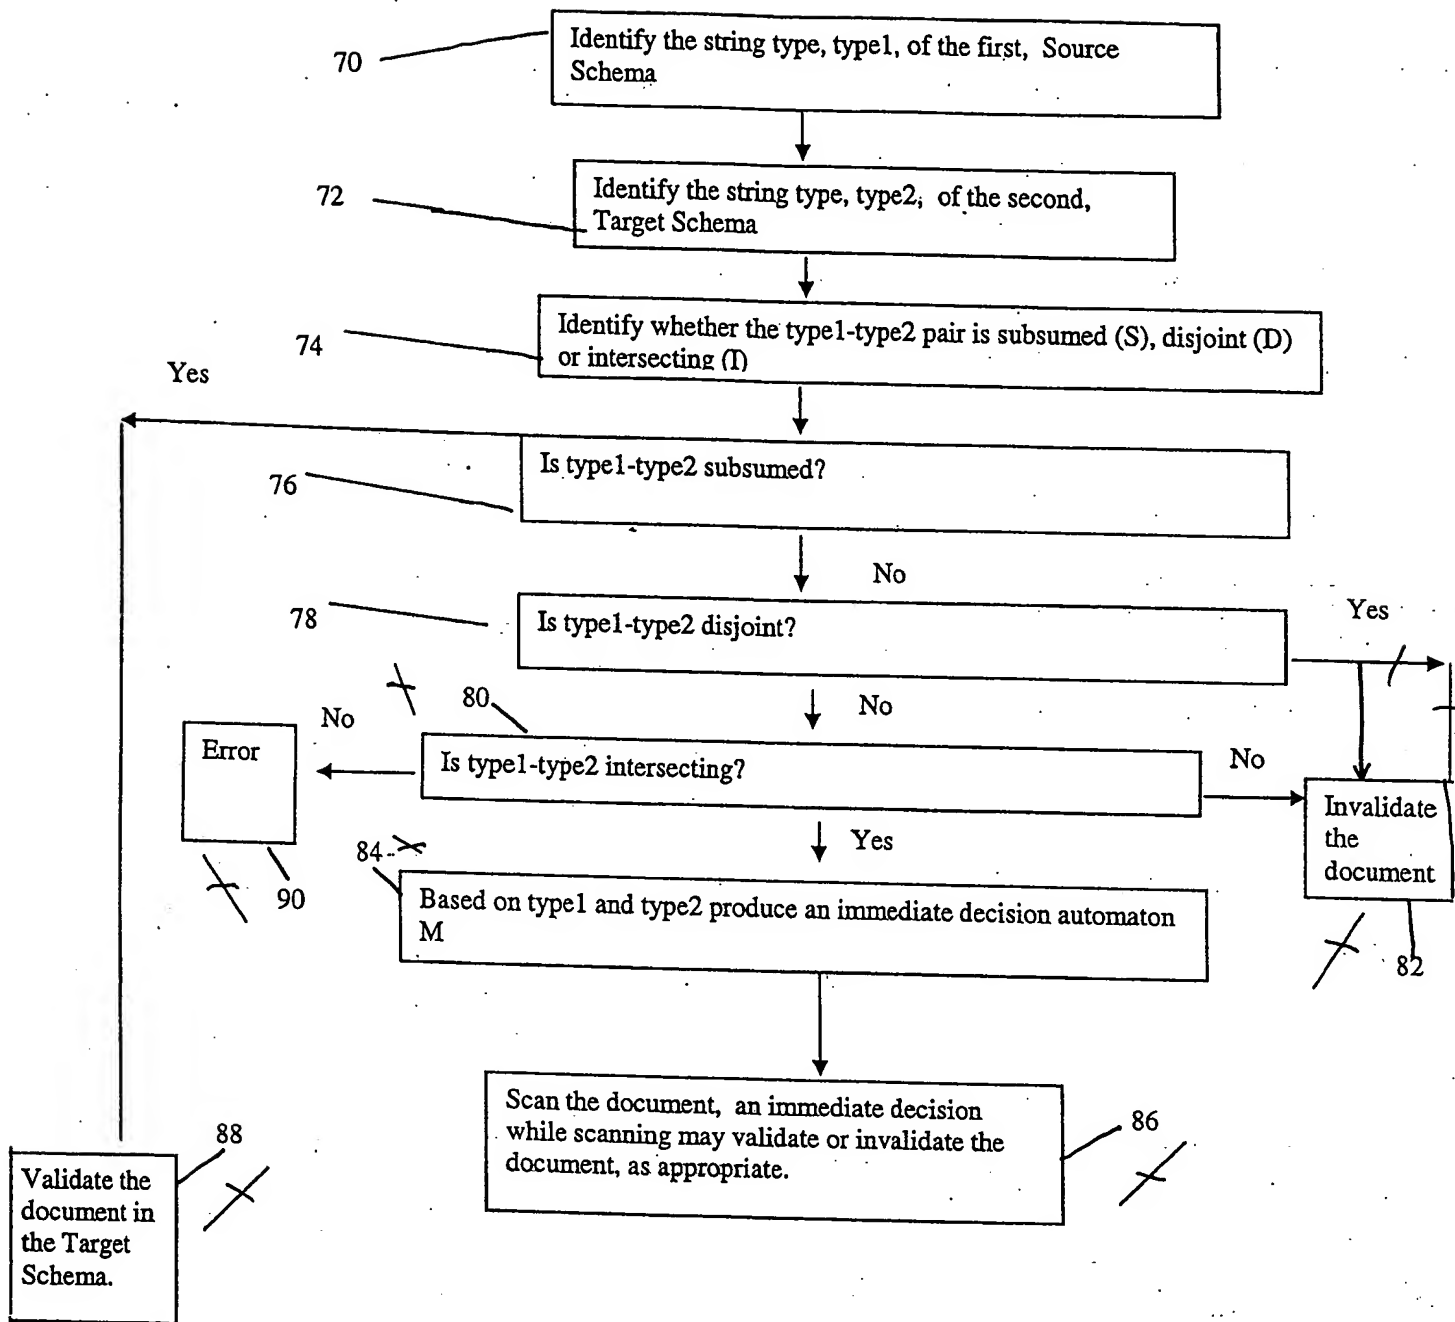 70
Identify the string type, type1, of the first, Source
Schema
72
Identify the string type, type2, of the second,
Target Schema
74
Identify whether the type1-type2 pair is subsumed (S), disjoint (D)
or intersecting (I)
Yes
76
Is type1-type2 subsumed?
No
78
Is type1-type2 disjoint?
Yes
No
80
No
Error
90
Is type1-type2 intersecting?
No
Invalidate
the
document
82
Yes
84
Based on type1 and type2 produce an immediate decision automaton
M
Scan the document, an immediate decision
while scanning may validate or invalidate the
document, as appropriate.
86
88
Validate the
document in
the Target
Schema.